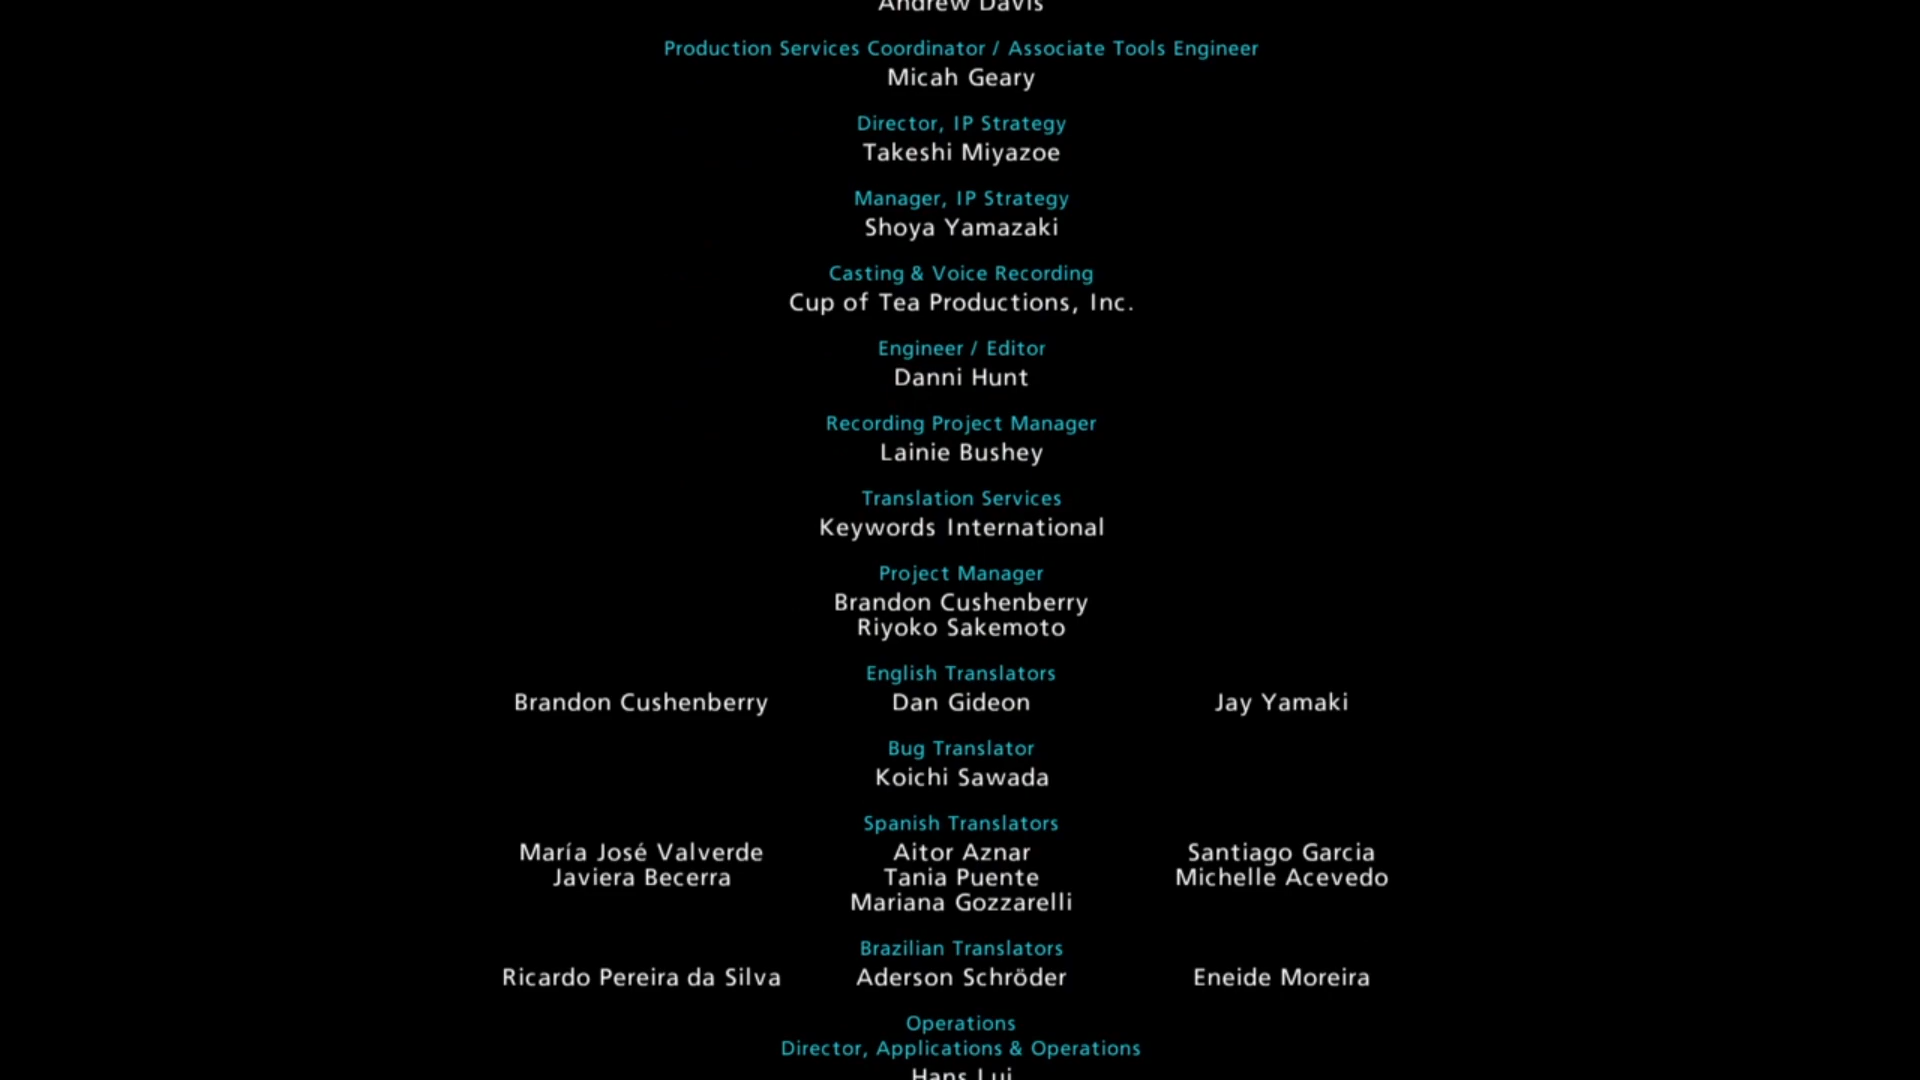 Andrew Davis
Production Services Coordinator / Associate Tools Engineer
Micah Geary
Director, IP Strategy
Takeshi Miyazoe
Manager, IP Strategy
Shoya Yamazaki
Casting & Voice Recording
Cup of Tea Productions, Inc.
Engineer / Editor
Danni Hunt
Recording Project Manager
Lainie Bushey
Translation Services
Keywords International
Project Manager
Brandon Cushenberry
Riyoko Sakemoto
English Translators
Brandon Cushenberry Dan Gideon Jay Yamaki
Bug Translator
Koichi Sawada
Spanish Translators
María José Valverde Aitor Aznar Santiago Garcia
Javiera Becerra Tania Puente Michelle Acevedo
Mariana Gozzarelli
Brazilian Translators
Ricardo Pereira da Silva Aderson Schröder Eneide Moreira
Operations
Director, Applications & Operations
Hans Lui